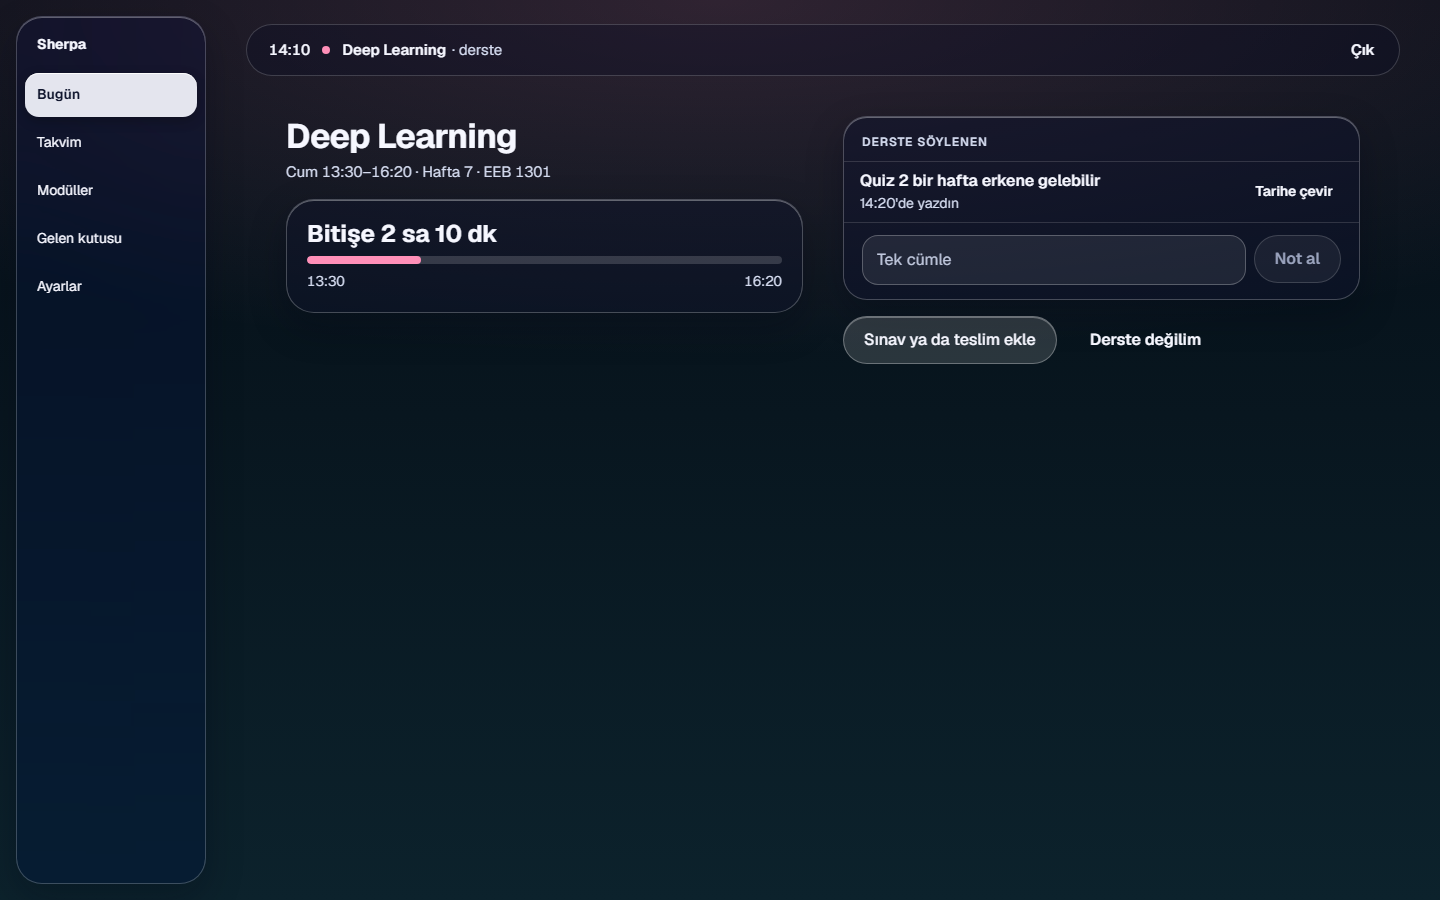 Sherpa
Bugün
Takvim
Modüller
Gelen kutusu
Ayarlar
14:10 Deep Learning · derste
Çık
Deep Learning
Cum 13:30–16:20 · Hafta 7 · EEB 1301
Bitişe 2 sa 10 dk
13:30
16:20
DERSTE SÖYLENEN
Quiz 2 bir hafta erkene gelebilir
14:20'de yazdın
Tarihe çevir
Tek cümle
Not al
Sınav ya da teslim ekle
Derste değilim